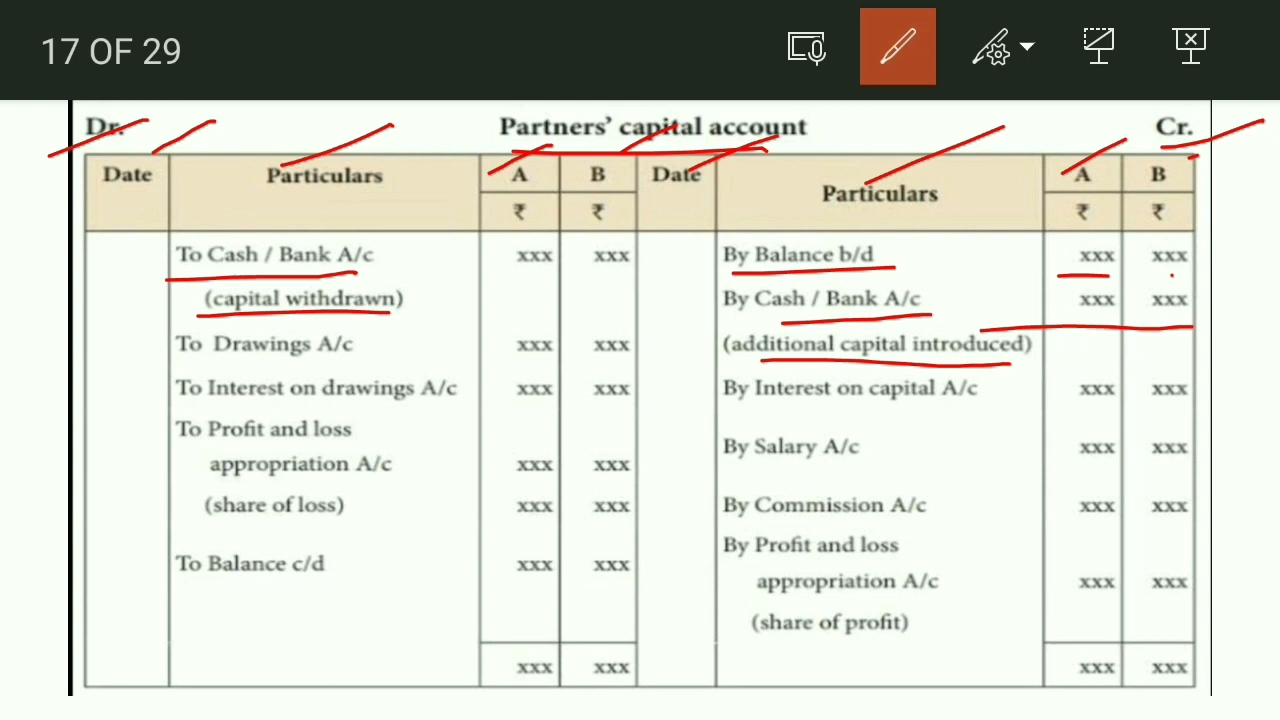 17 OF 29
Dr. Partners’ capital account Cr.
Date Particulars A B Date Particulars A B
₹ ₹ ₹ ₹
To Cash / Bank A/c xxx xxx By Balance b/d xxx xxx
(capital withdrawn) By Cash / Bank A/c xxx xxx
To Drawings A/c xxx xxx (additional capital introduced)
To Interest on drawings A/c xxx xxx By Interest on capital A/c xxx xxx
To Profit and loss
appropriation A/c xxx xxx By Salary A/c xxx xxx
(share of loss) xxx xxx By Commission A/c xxx xxx
To Balance c/d xxx xxx By Profit and loss
appropriation A/c xxx xxx
(share of profit)
xxx xxx xxx xxx